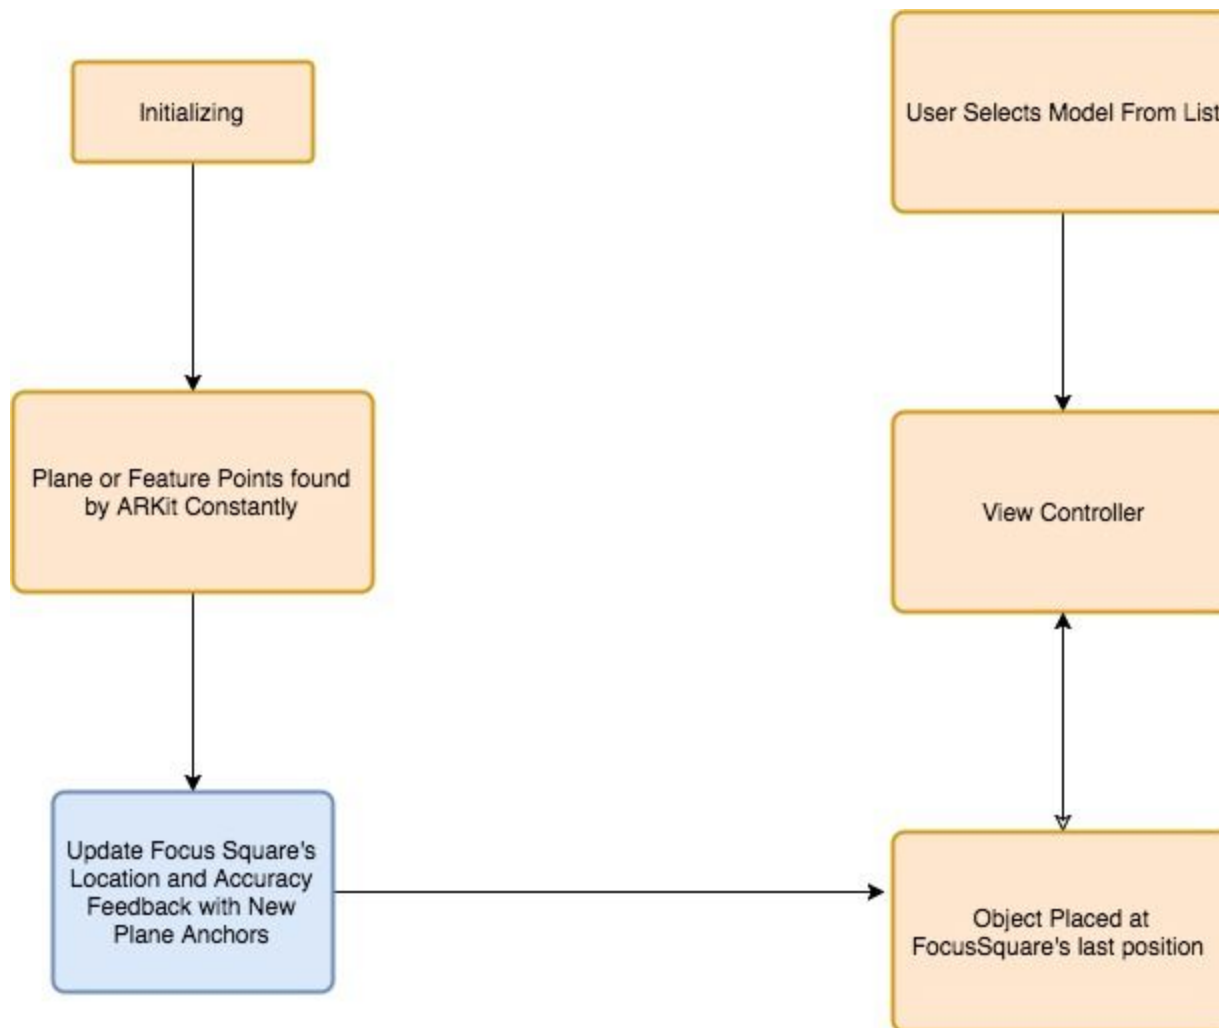 Initializing
User Selects Model From List
Plane or Feature Points found
by ARKit Constantly
View Controller
Update Focus Square's
Location and Accuracy
Feedback with New
Plane Anchors
Object Placed at
FocusSquare's last position